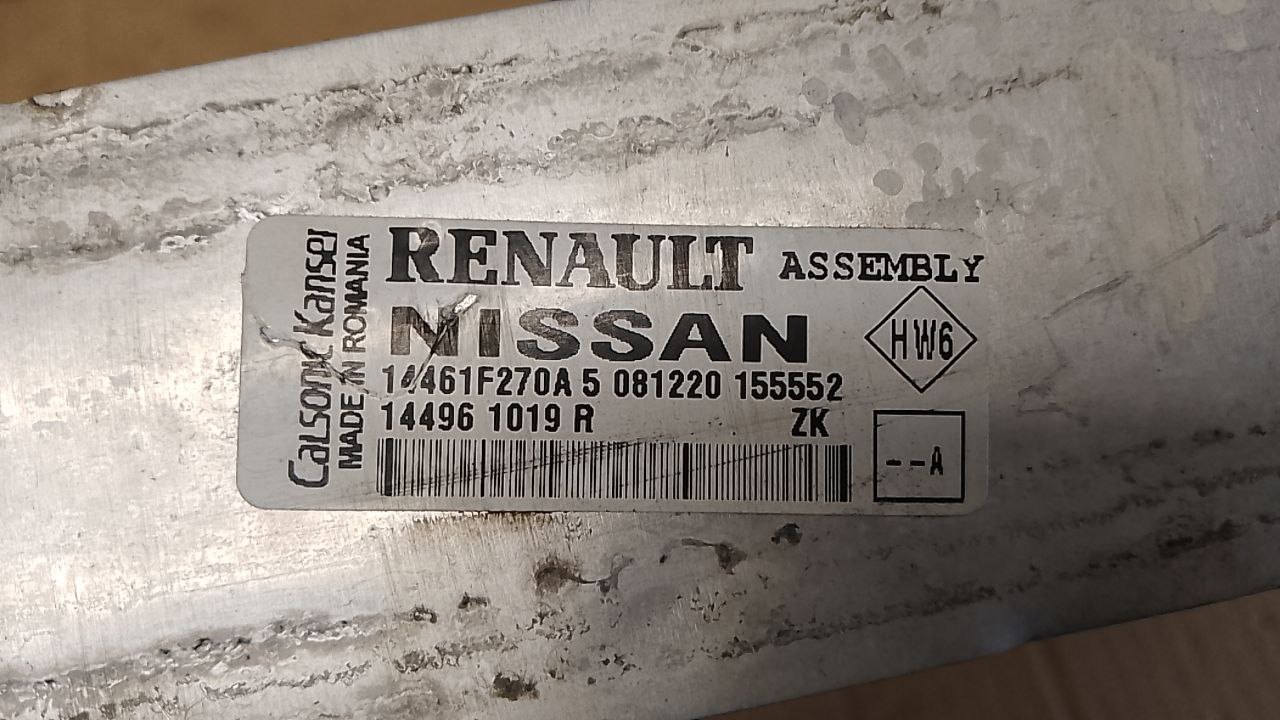 Calsonic Kansei
MADE IN ROMANIA
RENAULT ASSEMBLY
NISSAN
HW6
14461F270A 5 081220 155552
14496 1019 R ZK
--A